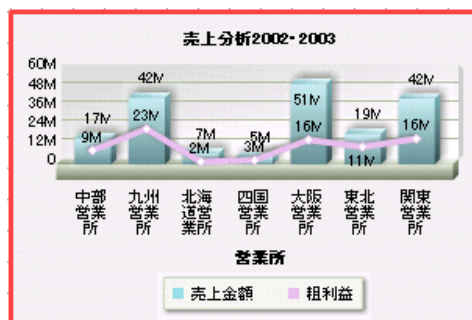 売上分析2002-2003
60M
48M
36M
24M
12M
0
17M
9M
42M
23M
7M
2M
5M
3M
51M
16M
19M
11M
42M
16M
中部営業所
九州営業所
北海道営業所
四国営業所
大阪営業所
東北営業所
関東営業所
営業所
売上金額
粗利益